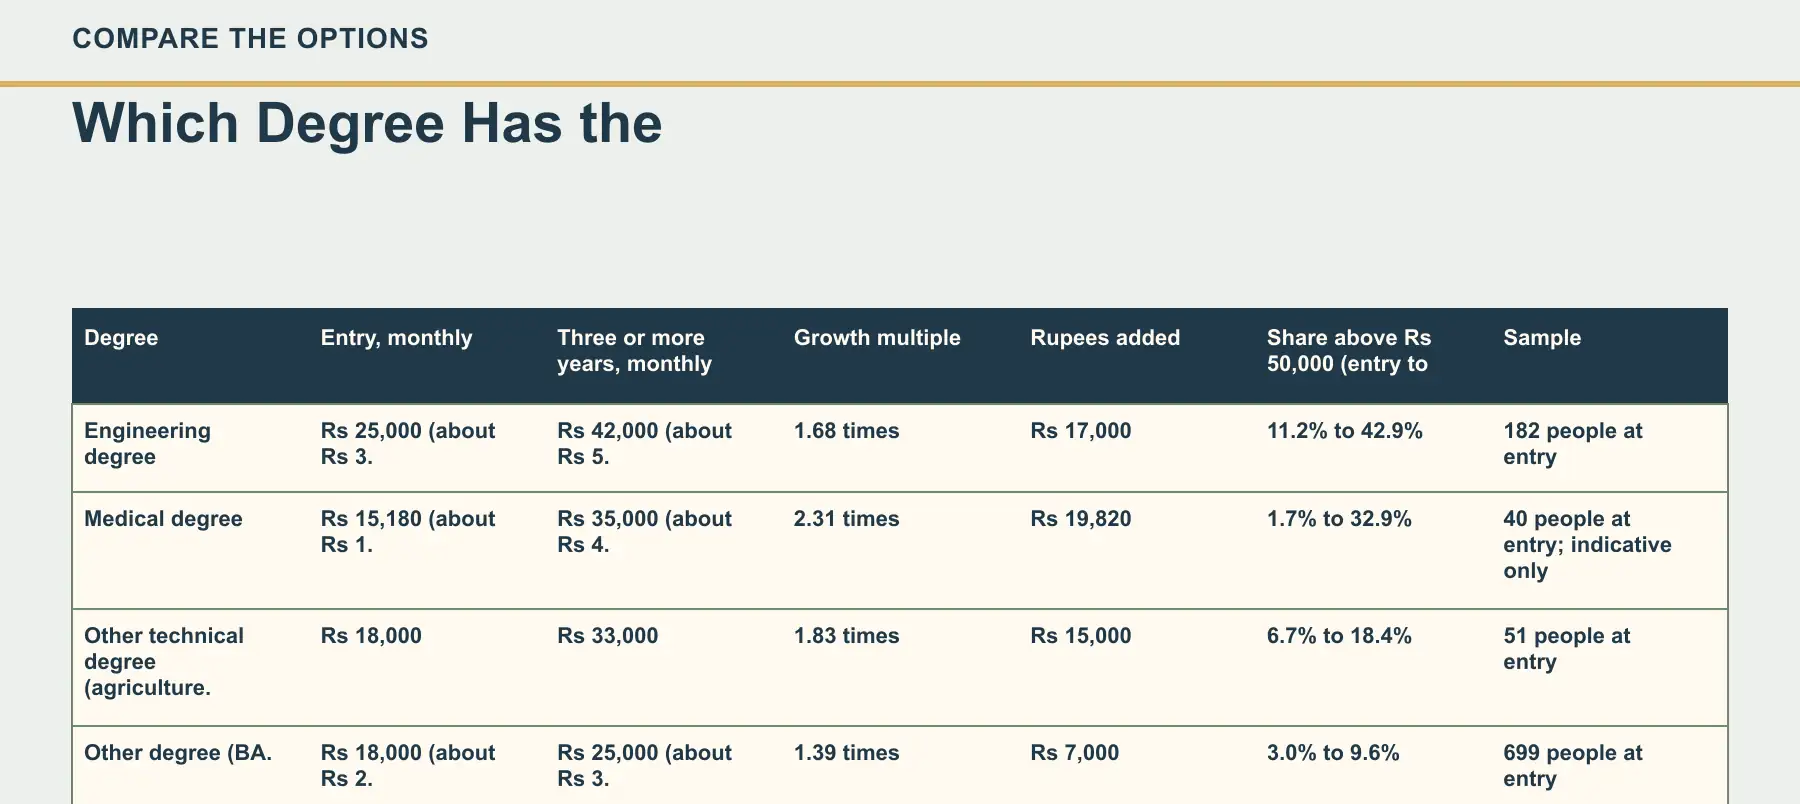 COMPARE THE OPTIONS
Which Degree Has the
Degree
Entry, monthly
Three or more
years, monthly
Growth multiple
Rupees added
Share above Rs
50,000 (entry to
Sample
Engineering
degree
Rs 25,000 (about
Rs 3.
Rs 42,000 (about
Rs 5.
1.68 times
Rs 17,000
11.2% to 42.9%
182 people at
entry
Medical degree
Rs 15,180 (about
Rs 1.
Rs 35,000 (about
Rs 4.
2.31 times
Rs 19,820
1.7% to 32.9%
40 people at
entry; indicative
only
Other technical
degree
(agriculture.
Rs 18,000
Rs 33,000
1.83 times
Rs 15,000
6.7% to 18.4%
51 people at
entry
Other degree (BA.
Rs 18,000 (about
Rs 2.
Rs 25,000 (about
Rs 3.
1.39 times
Rs 7,000
3.0% to 9.6%
699 people at
entry